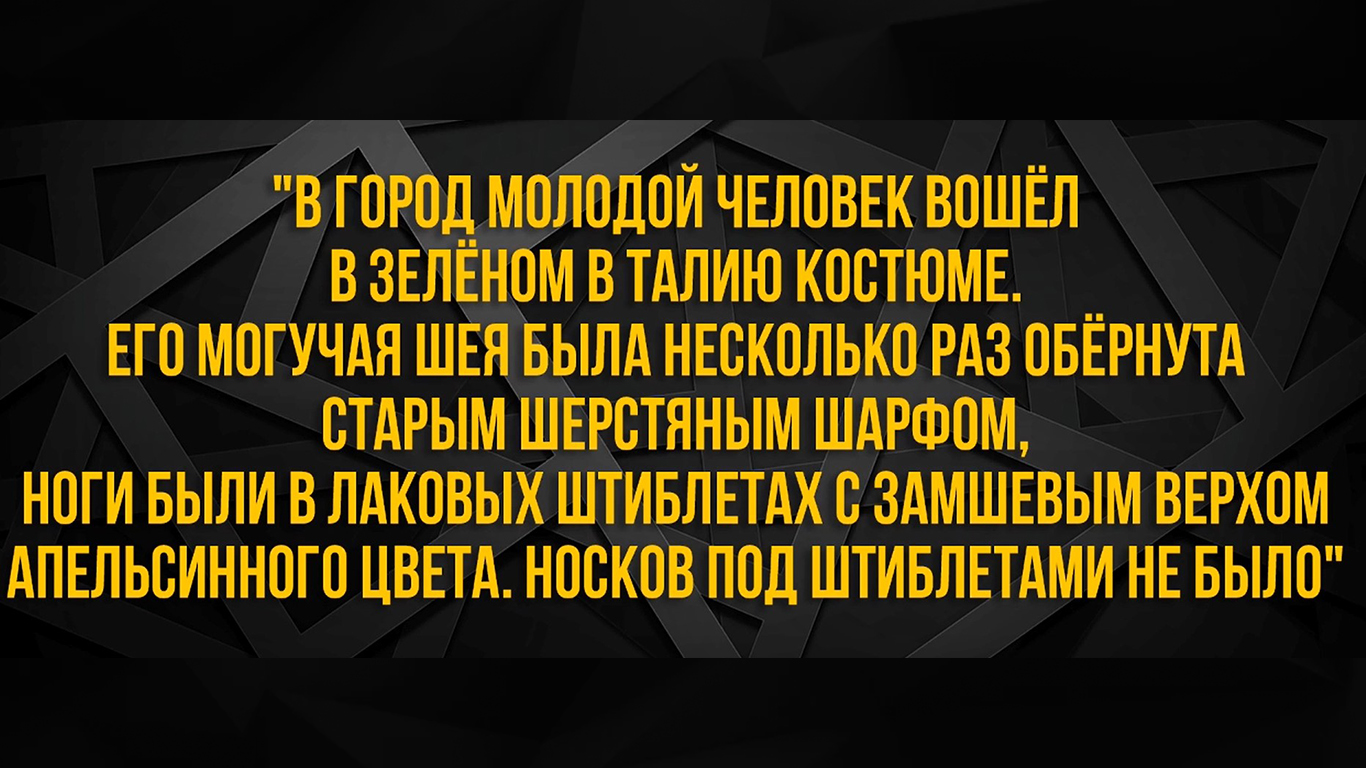 "В ГОРОД МОЛОДОЙ ЧЕЛОВЕК ВОШЁЛ
В ЗЕЛЁНОМ В ТАЛИЮ КОСТЮМЕ.
ЕГО МОГУЧАЯ ШЕЯ БЫЛА НЕСКОЛЬКО РАЗ ОБЁРНУТА
СТАРЫМ ШЕРСТЯНЫМ ШАРФОМ,
НОГИ БЫЛИ В ЛАКОВЫХ ШТИБЛЕТАХ С ЗАМШЕВЫМ ВЕРХОМ
АПЕЛЬСИННОГО ЦВЕТА. НОСКОВ ПОД ШТИБЛЕТАМИ НЕ БЫЛО"